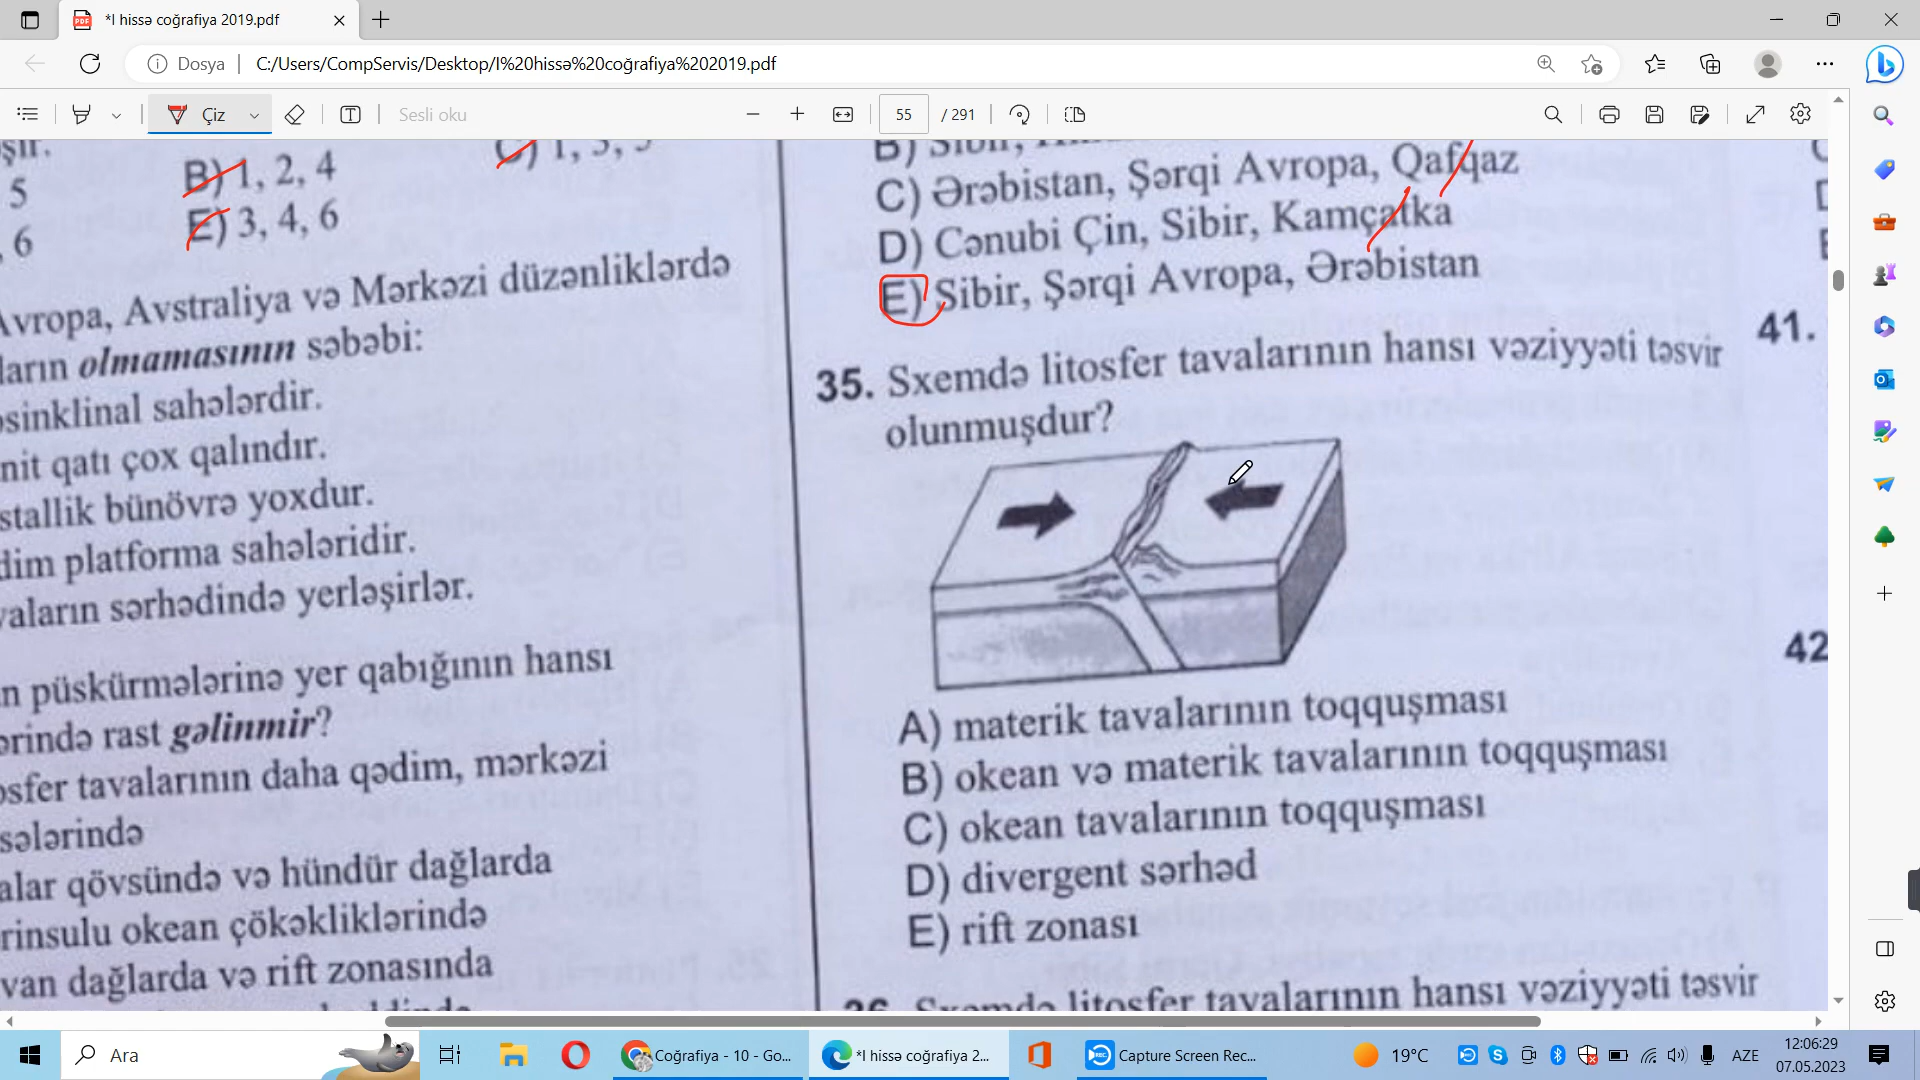 *I hissə coğrafiya 2019.pdf
Dosya
C:/Users/CompServis/Desktop/I%20hissə%20coğrafiya%202019.pdf
Çiz
Sesli oku
55 / 291
şır.
5
B) 1, 2, 4
6
E) 3, 4, 6
Avropa, Avstraliya və Mərkəzi düzənliklərdə
ların olmamasının səbəbi:
sinklinal sahələrdir.
nit qatı çox qalındır.
stallik bünövrə yoxdur.
dim platforma sahələridir.
vaların sərhədində yerləşirlər.
n püskürmələrinə yer qabığının hansı
ərində rast gəlinmir?
osfer tavalarının daha qədim, mərkəzi
sələrində
alar qövsündə və hündür dağlarda
rinsulu okean çökəkliklərində
van dağlarda və rift zonasında
C) Ərəbistan, Şərqi Avropa, Qafqaz
D) Cənubi Çin, Sibir, Kamçatka
E) Sibir, Şərqi Avropa, Ərəbistan
35. Sxemdə litosfer tavalarının hansı vəziyyəti təsvir
olunmuşdur?
A) materik tavalarının toqquşması
B) okean və materik tavalarının toqquşması
C) okean tavalarının toqquşması
D) divergent sərhəd
E) rift zonası
36. Sxemdə litosfer tavalarının hansı vəziyyəti təsvir
41.
42
Ara
Coğrafiya - 10 - Go...
*I hissə coğrafiya 2...
Capture Screen Rec...
19°C
AZE
12:06:29
07.05.2023